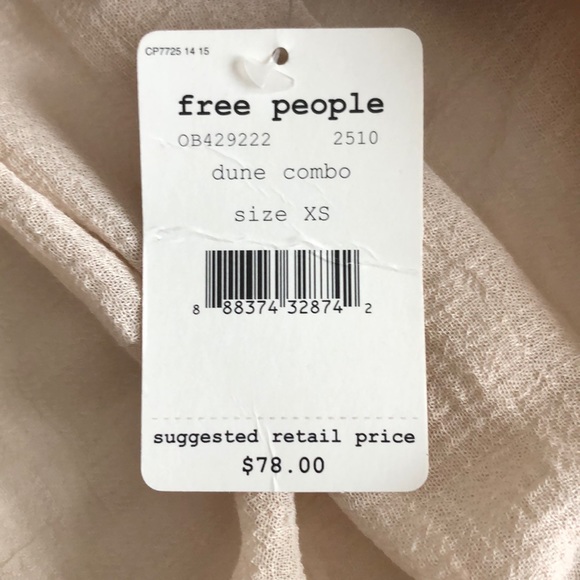 CP7725 14 15
free people
OB429222 2510
dune combo
size XS
8 88374 32874 2
suggested retail price
$78.00